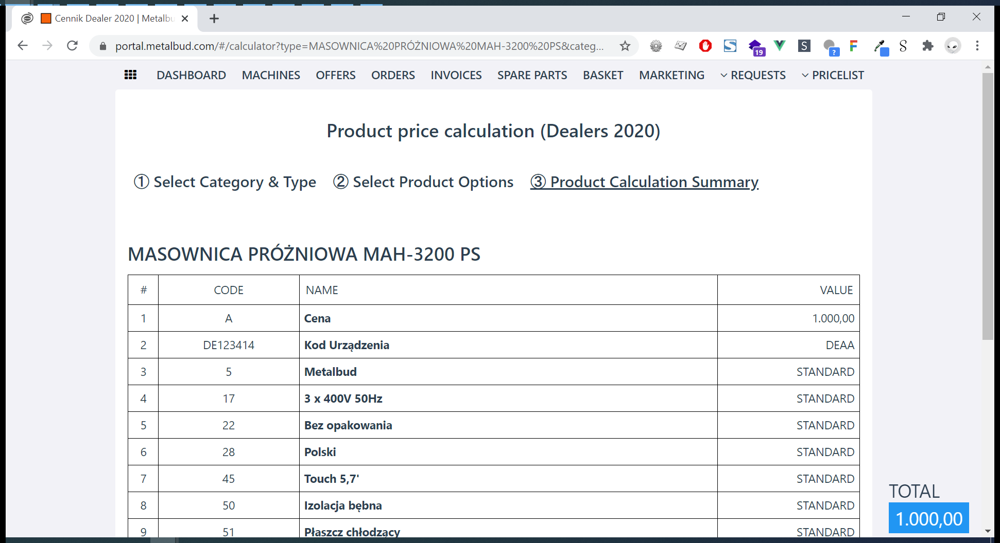 Cennik Dealer 2020 | Metalbu
portal.metalbud.com/#/calculator?type=MASOWNICA%20PRÓŻNIOWA%20MAH-3200%20PS&categ...
S
19
S
?
F
S
DASHBOARD MACHINES OFFERS ORDERS INVOICES SPARE PARTS BASKET MARKETING REQUESTS PRICELIST
Product price calculation (Dealers 2020)
① Select Category & Type ② Select Product Options ③ Product Calculation Summary
MASOWNICA PRÓŻNIOWA MAH-3200 PS
# CODE NAME VALUE
1 A Cena 1.000,00
2 DE123414 Kod Urządzenia DEAA
3 5 Metalbud STANDARD
4 17 3 x 400V 50Hz STANDARD
5 22 Bez opakowania STANDARD
6 28 Polski STANDARD
7 45 Touch 5,7' STANDARD
8 50 Izolacja bębna STANDARD
9 51 Płaszcz chłodzący STANDARD
TOTAL
1.000,00